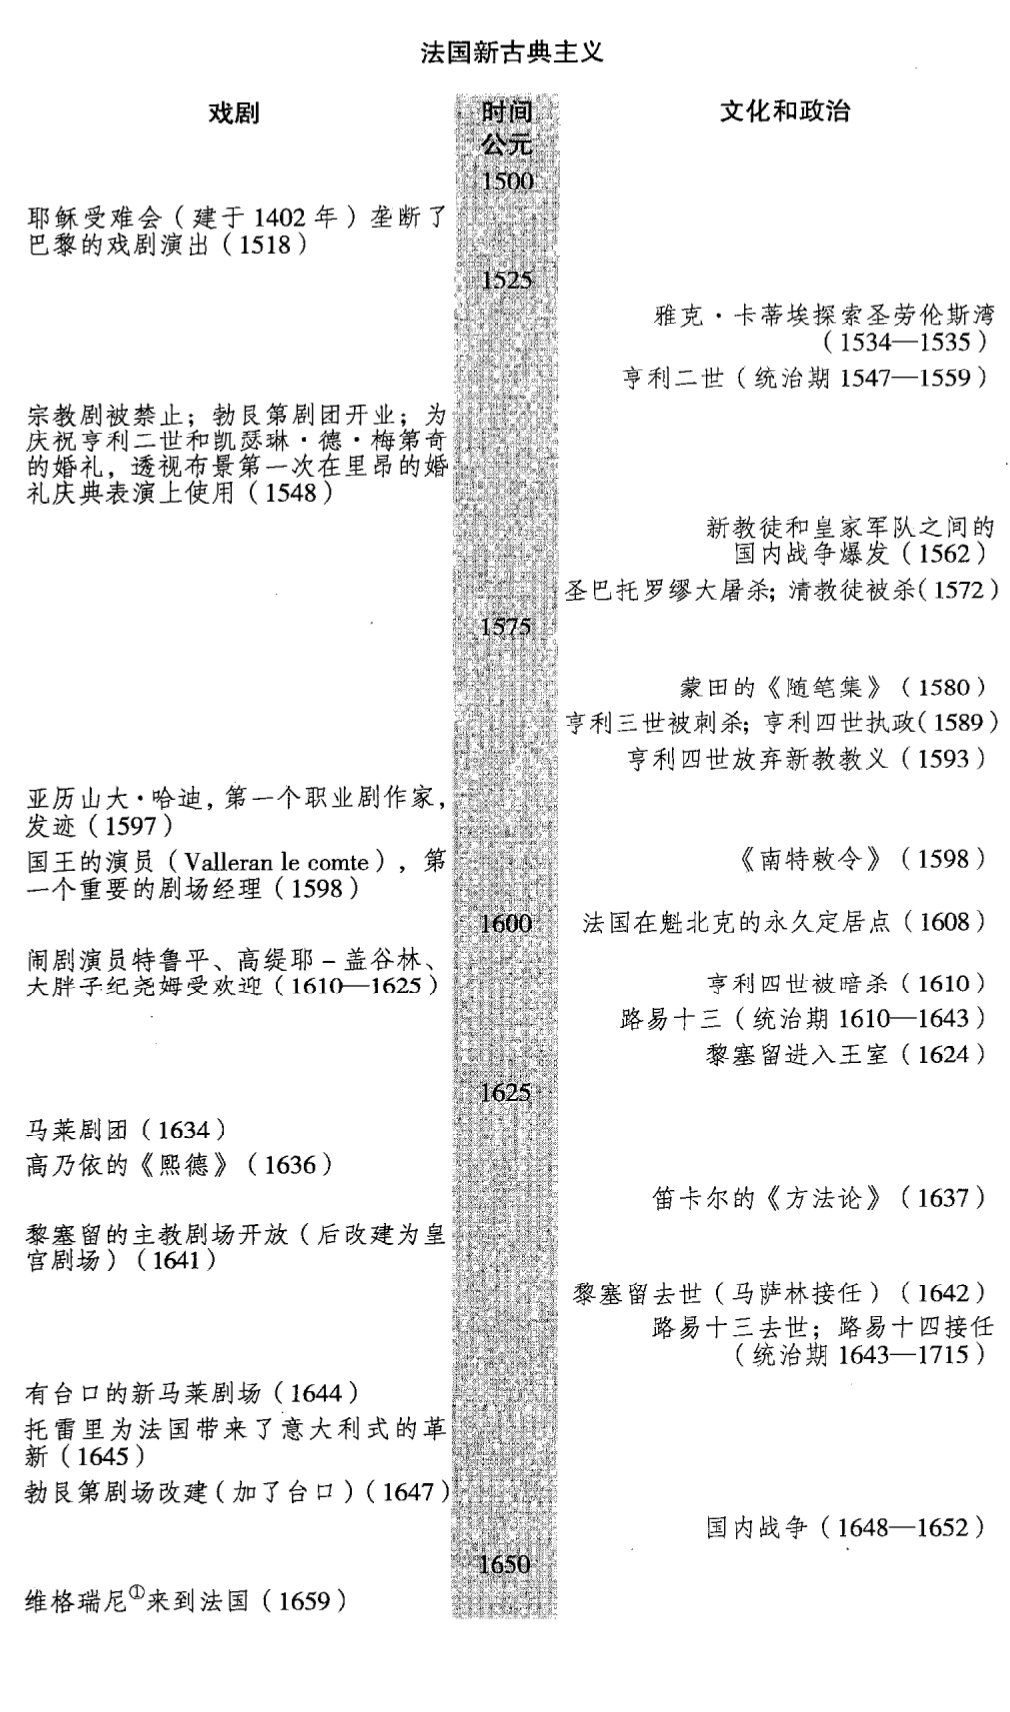 法国新古典主义
戏剧
时间
公元
文化和政治
1500
耶稣受难会（建于 1402 年）垄断了
巴黎的戏剧演出（1518）
1525
雅克·卡蒂埃探索圣劳伦斯湾
（1534—1535）
亨利二世（统治期 1547—1559）
宗教剧被禁止；勃艮第剧团开业；为
庆祝亨利二世和凯瑟琳·德·梅第奇
的婚礼，透视布景第一次在里昂的婚
礼庆典表演上使用（1548）
新教徒和皇家军队之间的
国内战争爆发（1562）
圣巴托罗缪大屠杀；清教徒被杀（1572）
1575
蒙田的《随笔集》（1580）
亨利三世被刺杀；亨利四世执政（1589）
亨利四世放弃新教教义（1593）
亚历山大·哈迪，第一个职业剧作家，
发迹（1597）
国王的演员（Valleran le comte），第
一个重要的剧场经理（1598）
《南特敕令》（1598）
1600
法国在魁北克的永久定居点（1608）
闹剧演员特鲁平、高缇耶－盖谷林、
大胖子纪尧姆受欢迎（1610—1625）
亨利四世被暗杀（1610）
路易十三（统治期 1610—1643）
黎塞留进入王室（1624）
1625
马莱剧团（1634）
高乃依的《熙德》（1636）
笛卡尔的《方法论》（1637）
黎塞留的主教剧场开放（后改建为皇
宫剧场）（1641）
黎塞留去世（马萨林接任）（1642）
路易十三去世；路易十四接任
（统治期 1643—1715）
有台口的新马莱剧场（1644）
托雷里为法国带来了意大利式的革
新（1645）
勃艮第剧场改建（加了台口）（1647）
国内战争（1648—1652）
1650
维格瑞尼①来到法国（1659）